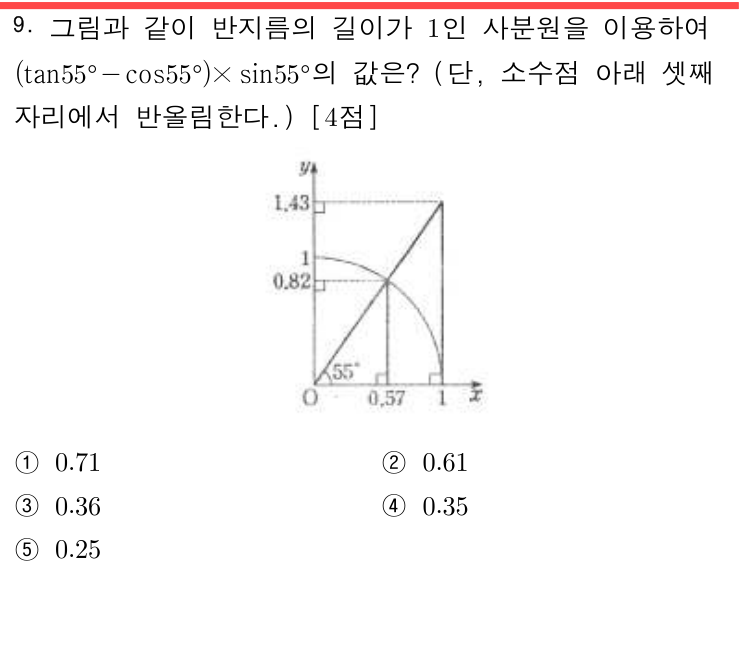 9. 그림과 같이 반지름의 길이가 1인 사분원을 이용하여
(tan55°-cos55°)× sin55°의 값은? (단, 소수점 아래 셋째
자리에서 반올림한다.) [4점]
y
1.43
1
0.82
55°
O 0.57 1 x
① 0.71 ② 0.61
③ 0.36 ④ 0.35
⑤ 0.25